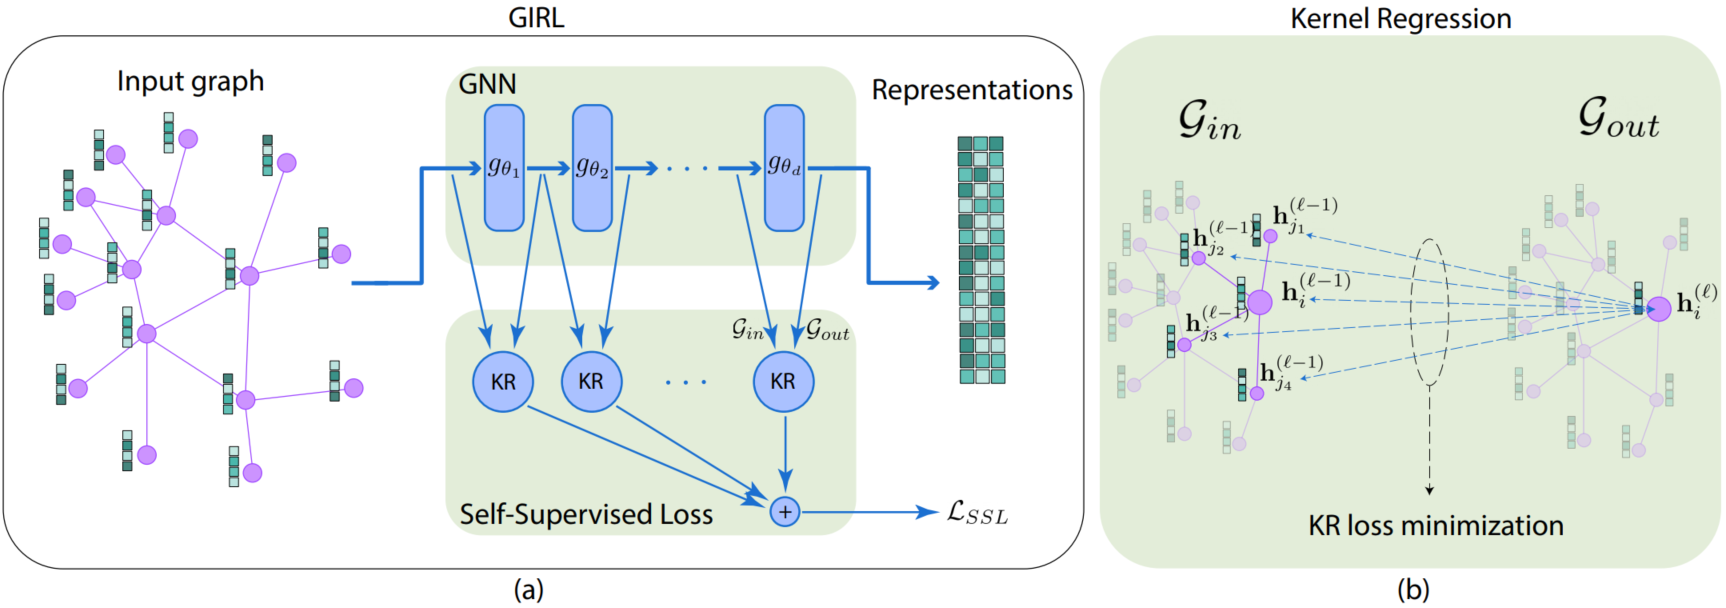 GIRL
Kernel Regression
Input graph
GNN
Representations
$g_{\theta_1}$ $g_{\theta_2}$ · · · $g_{\theta_d}$
$\mathcal{G}_{in}$ $\mathcal{G}_{out}$
KR KR · · · KR
Self-Supervised Loss
+
$\mathcal{L}_{SSL}$
(a)
$\mathcal{G}_{in}$ $\mathcal{G}_{out}$
$\mathbf{h}_{j_1}^{(\ell-1)}$
$\mathbf{h}_{j_2}^{(\ell-1)}$
$\mathbf{h}_{i}^{(\ell-1)}$ $\mathbf{h}_{i}^{(\ell)}$
$\mathbf{h}_{j_3}^{(\ell-1)}$
$\mathbf{h}_{j_4}^{(\ell-1)}$
KR loss minimization
(b)